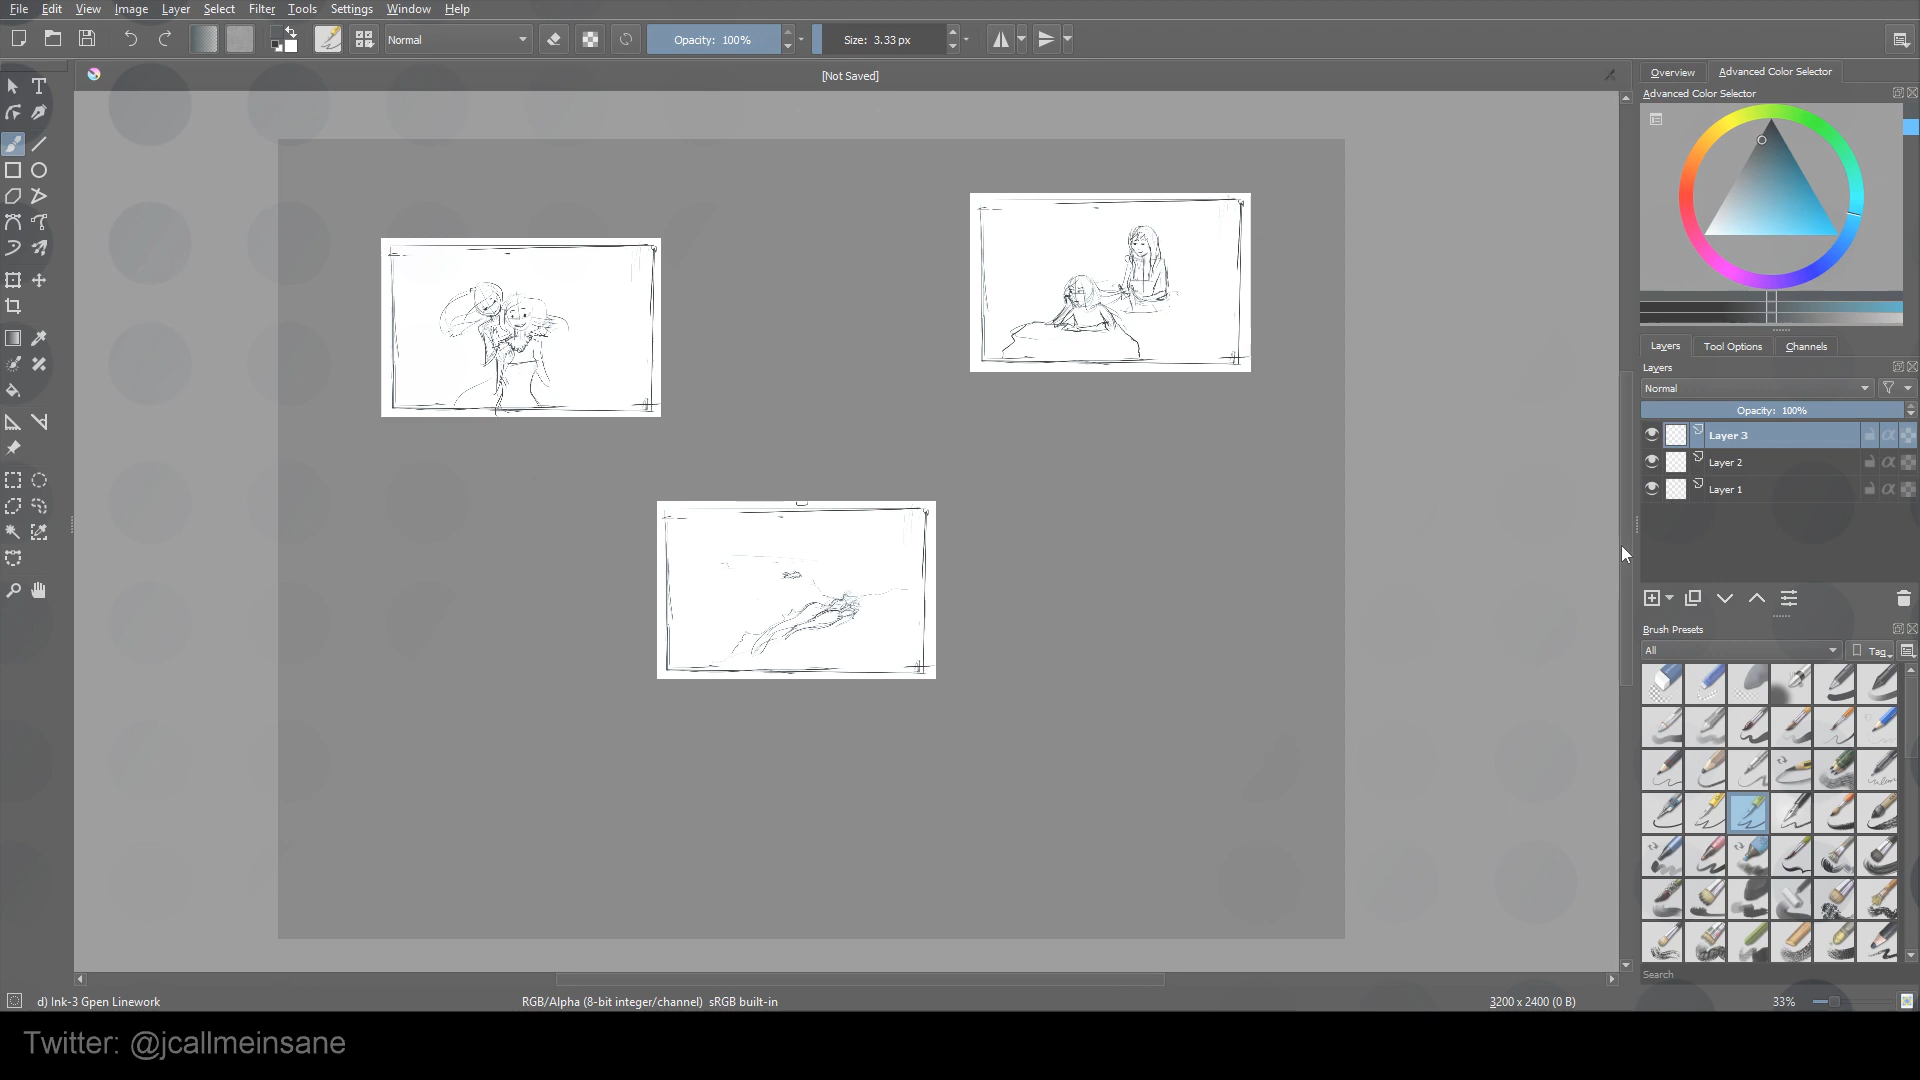 File Edit View Image Layer Select Filter Tools Settings Window Help
Normal Opacity: 100% Size: 3.33 px
[Not Saved]
Overview Advanced Color Selector
Advanced Color Selector
Layers Tool Options Channels
Layers
Normal
Opacity: 100%
Layer 3
Layer 2
Layer 1
Brush Presets
All Tag
Search
d) Ink-3 Gpen Linework RGB/Alpha (8-bit integer/channel) sRGB built-in 3200 x 2400 (0 B) 33%
Twitter: @jcallmeinsane